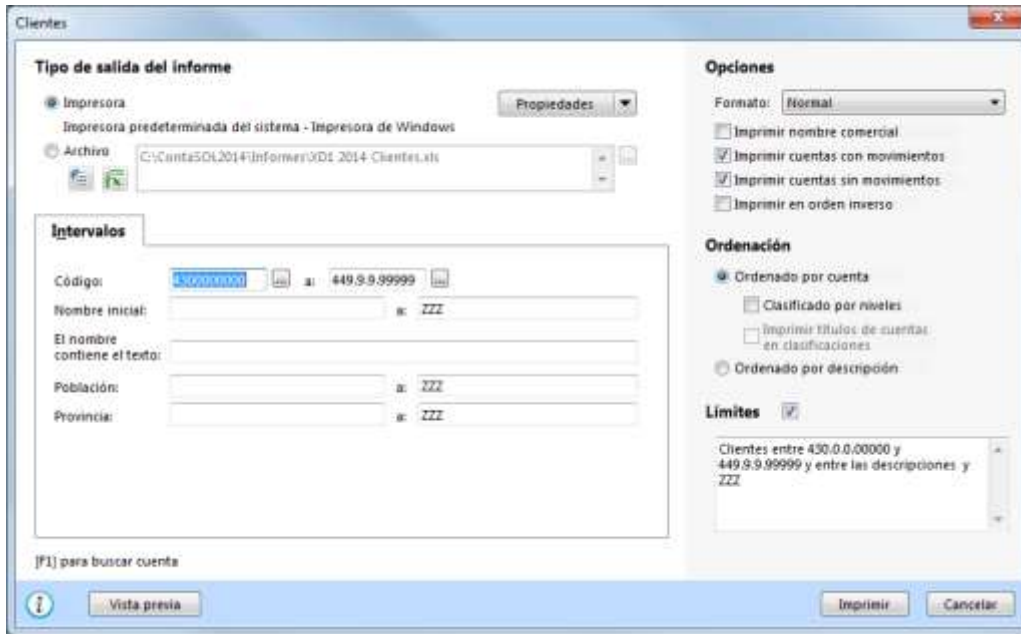 Clientes
Tipo de salida del informe
Impresora
Propiedades
Impresora predeterminada del sistema - Impresora de Windows
Archivo
C:\ContaSOL2014\Informes\XD1 2014 Clientes.xls
Intervalos
Código: 4300000000 a: 449.9.9.99999
Nombre inicial: a: ZZZ
El nombre
contiene el texto:
Población: a: ZZZ
Provincia: a: ZZZ
[F1] para buscar cuenta
Vista previa
Opciones
Formato: Normal
Imprimir nombre comercial
Imprimir cuentas con movimientos
Imprimir cuentas sin movimientos
Imprimir en orden inverso
Ordenación
Ordenado por cuenta
Clasificado por niveles
Imprimir títulos de cuentas
en clasificaciones
Ordenado por descripción
Límites
Clientes entre 430.0.0.00000 y
449.9.9.99999 y entre las descripciones y
ZZZ
Imprimir
Cancelar